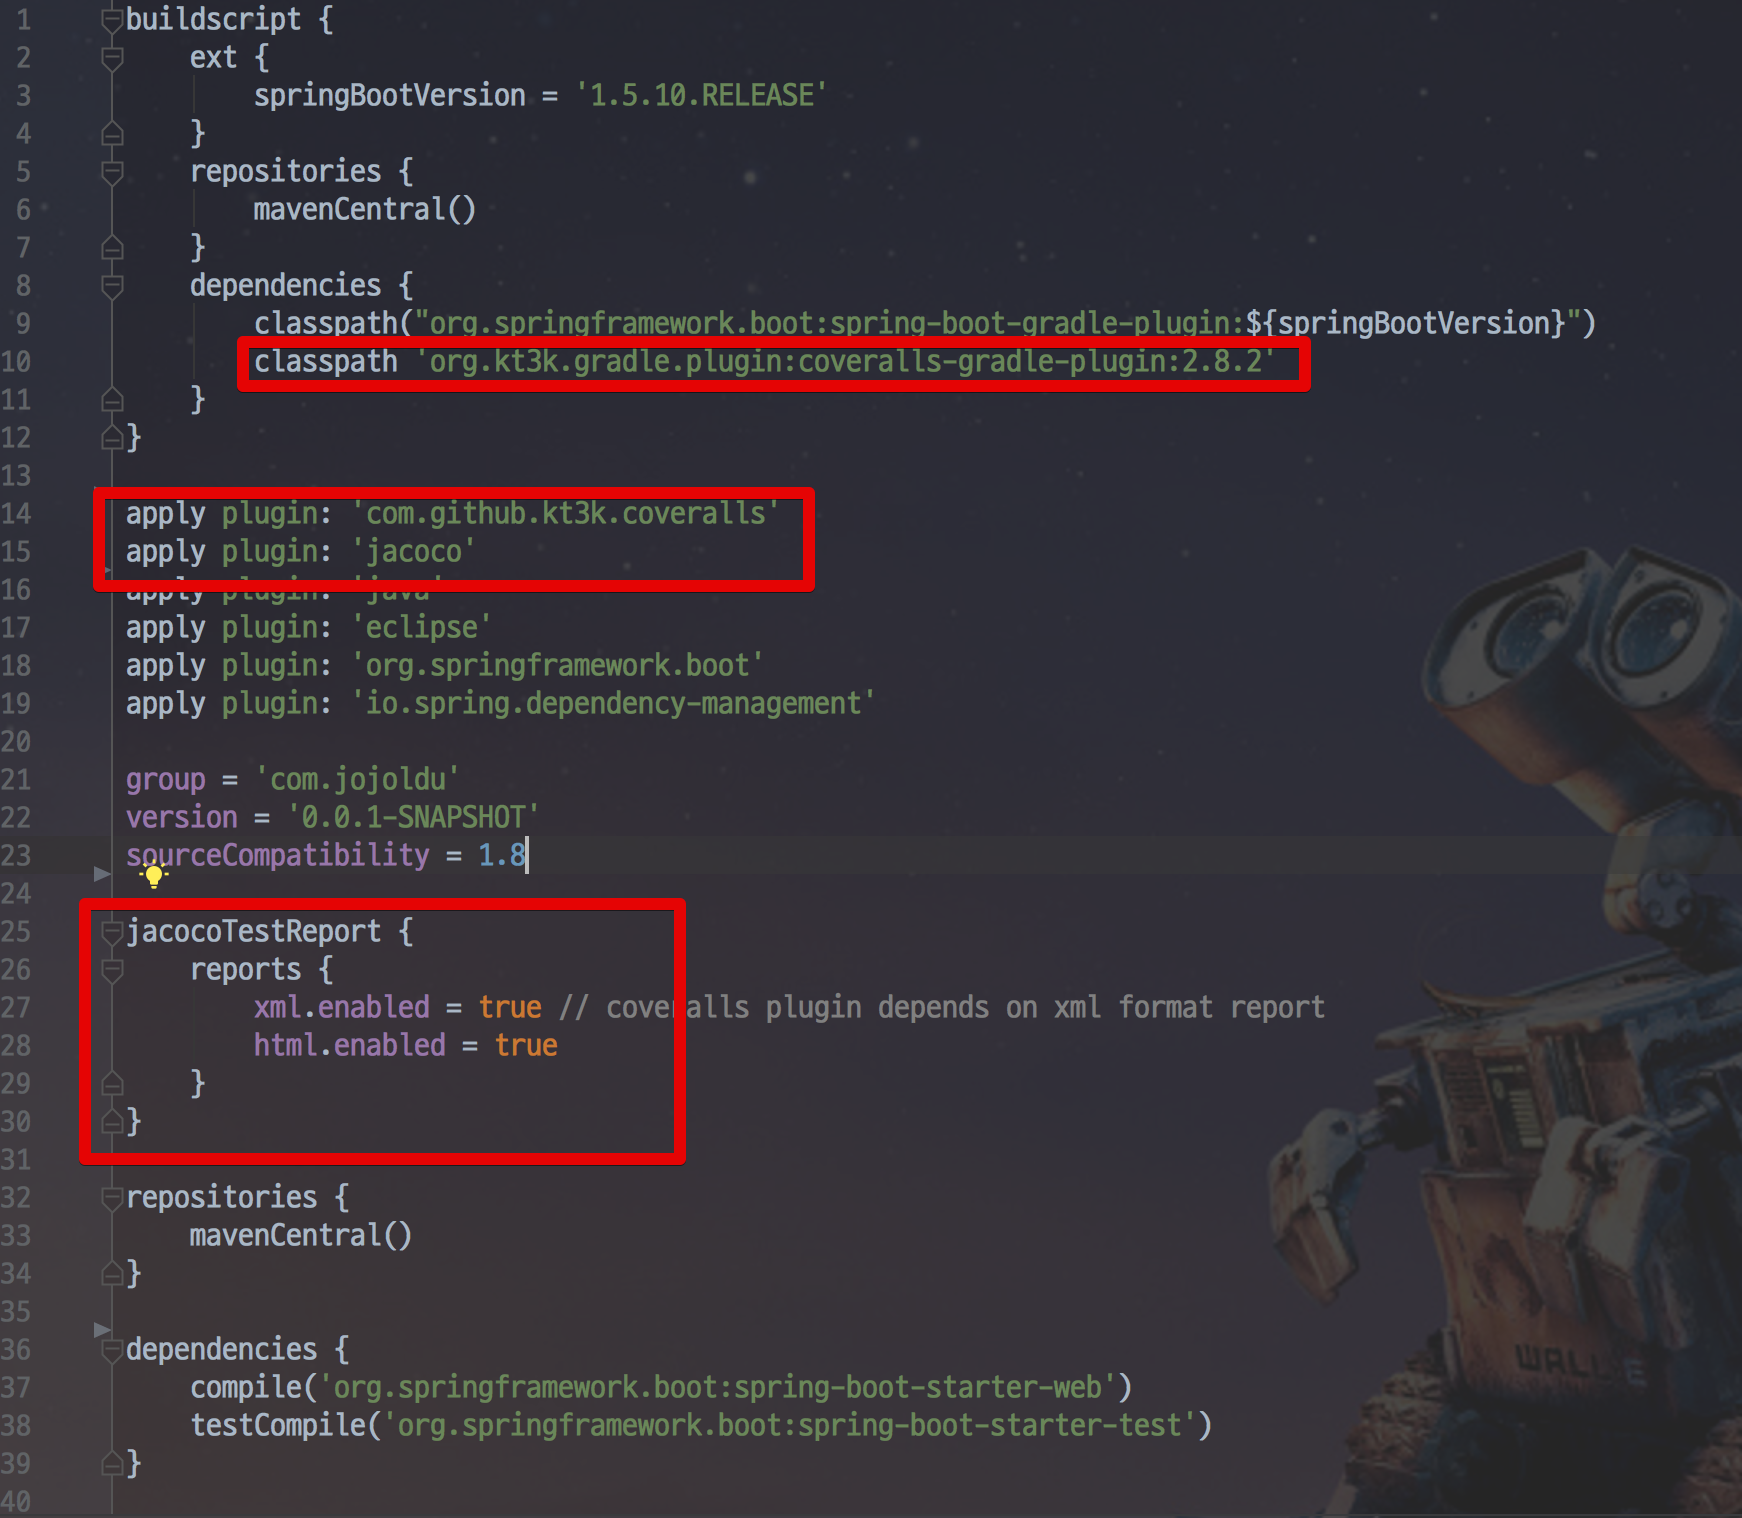 1 buildscript {
2 ext {
3 springBootVersion = '1.5.10.RELEASE'
4 }
5 repositories {
6 mavenCentral()
7 }
8 dependencies {
9 classpath("org.springframework.boot:spring-boot-gradle-plugin:${springBootVersion}")
10 classpath 'org.kt3k.gradle.plugin:coveralls-gradle-plugin:2.8.2'
11 }
12 }
13
14 apply plugin: 'com.github.kt3k.coveralls'
15 apply plugin: 'jacoco'
16 apply plugin: 'java'
17 apply plugin: 'eclipse'
18 apply plugin: 'org.springframework.boot'
19 apply plugin: 'io.spring.dependency-management'
20
21 group = 'com.jojoldu'
22 version = '0.0.1-SNAPSHOT'
23 sourceCompatibility = 1.8
24
25 jacocoTestReport {
26 reports {
27 xml.enabled = true // coveralls plugin depends on xml format report
28 html.enabled = true
29 }
30 }
31
32 repositories {
33 mavenCentral()
34 }
35
36 dependencies {
37 compile('org.springframework.boot:spring-boot-starter-web')
38 testCompile('org.springframework.boot:spring-boot-starter-test')
39 }
40
WALL E